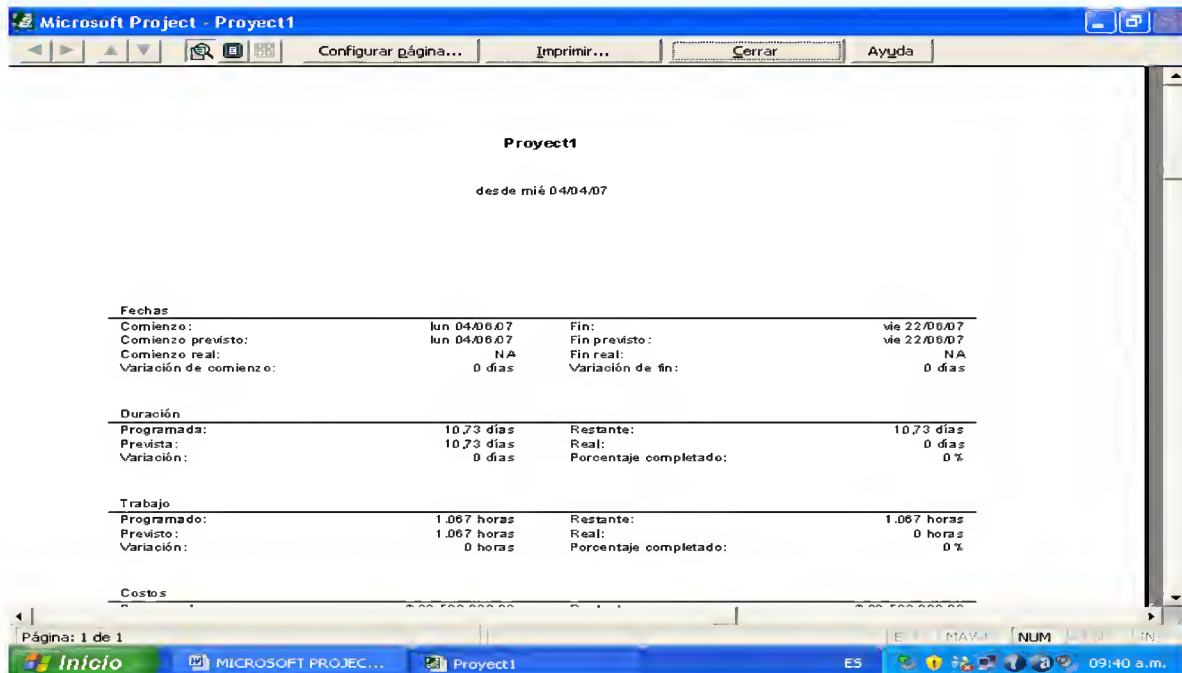 Microsoft Project - Proyect1
Configurar página... Imprimir... Cerrar Ayuda
Proyect1
desde mié 04/04/07
Fechas
Comienzo: lun 04/06/07 Fin: vie 22/06/07
Comienzo previsto: lun 04/06/07 Fin previsto: vie 22/06/07
Comienzo real: NA Fin real: NA
Variación de comienzo: 0 días Variación de fin: 0 días
Duración
Programada: 10,73 días Restante: 10,73 días
Prevista: 10,73 días Real: 0 días
Variación: 0 días Porcentaje completado: 0 %
Trabajo
Programado: 1.067 horas Restante: 1.067 horas
Previsto: 1.067 horas Real: 0 horas
Variación: 0 horas Porcentaje completado: 0 %
Costos
Página: 1 de 1 NUM
Inicio MICROSOFT PROJEC... Proyect1 ES 09:40 a.m.